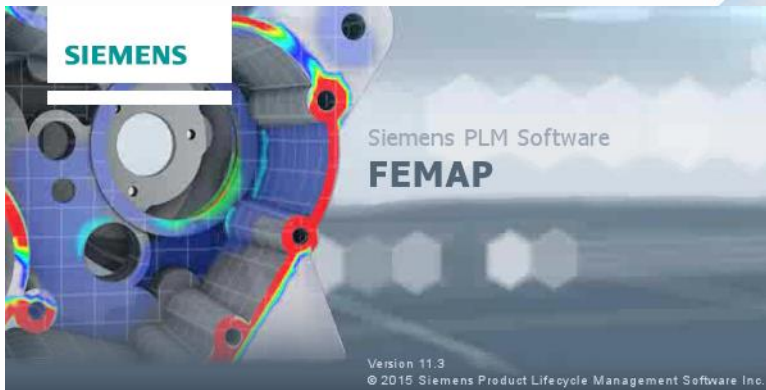 SIEMENS
Siemens PLM Software
FEMAP
Version 11.3
© 2015 Siemens Product Lifecycle Management Software Inc.